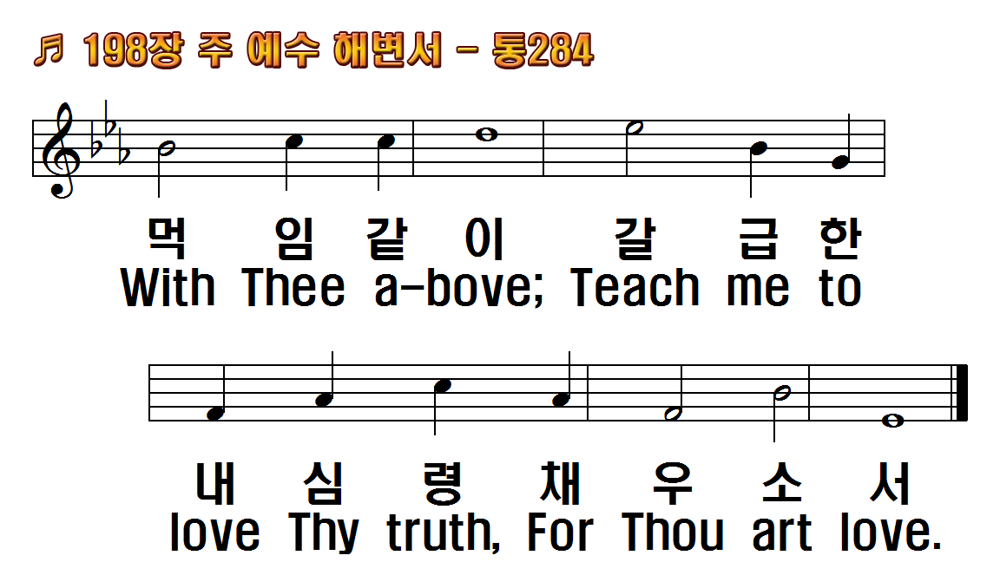 ♬ 198장 주 예수 해변서 - 통284
먹 임 같 이 갈 급 한
With Thee a-bove; Teach me to
내 심 령 채 우 소 서
love Thy truth, For Thou art love.